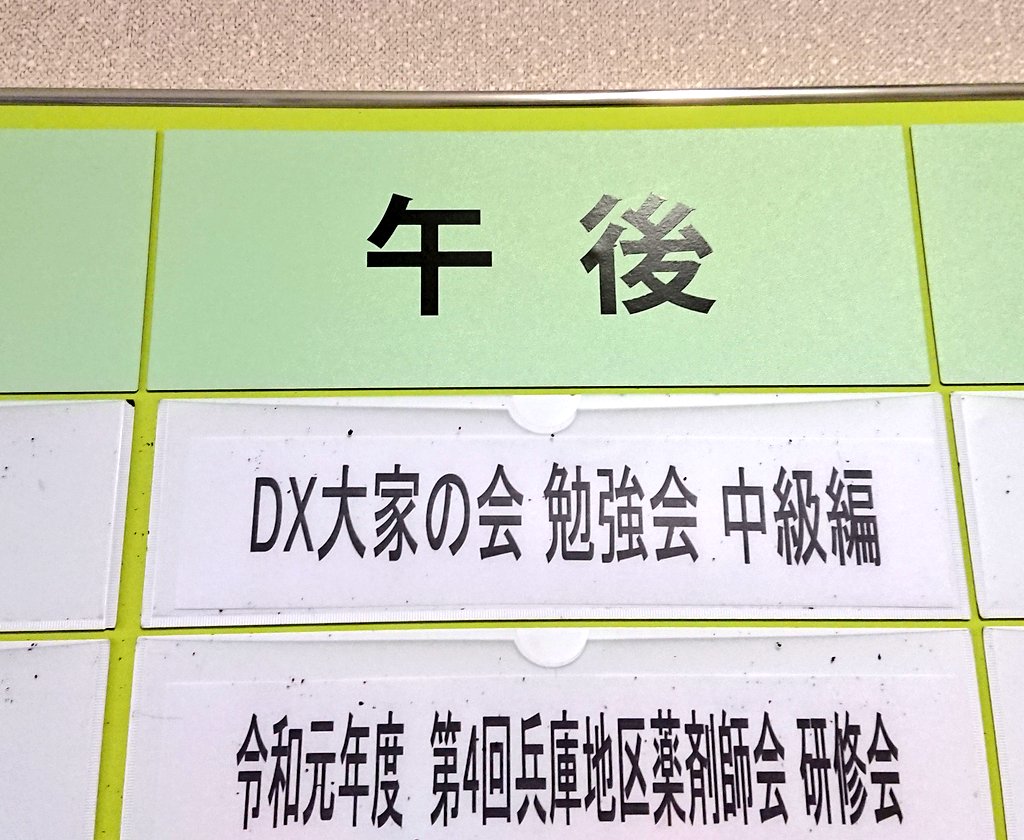 午後
DX大家の会 勉強会 中級編
令和元年度 第4回兵庫地区薬剤師会 研修会